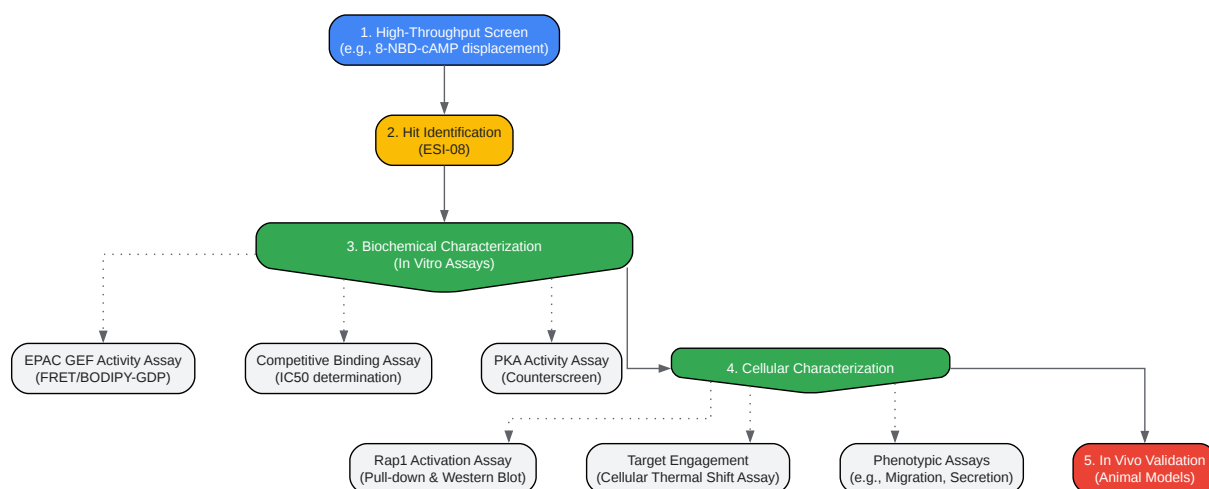 1. High-Throughput Screen
(e.g., 8-NBD-cAMP displacement)
2. Hit Identification
(ESI-08)
3. Biochemical Characterization
(In Vitro Assays)
EPAC GEF Activity Assay
(FRET/BODIPY-GDP)
Competitive Binding Assay
(IC50 determination)
PKA Activity Assay
(Counterscreen)
4. Cellular Characterization
Rap1 Activation Assay
(Pull-down & Western Blot)
Target Engagement
(Cellular Thermal Shift Assay)
Phenotypic Assays
(e.g., Migration, Secretion)
5. In Vivo Validation
(Animal Models)